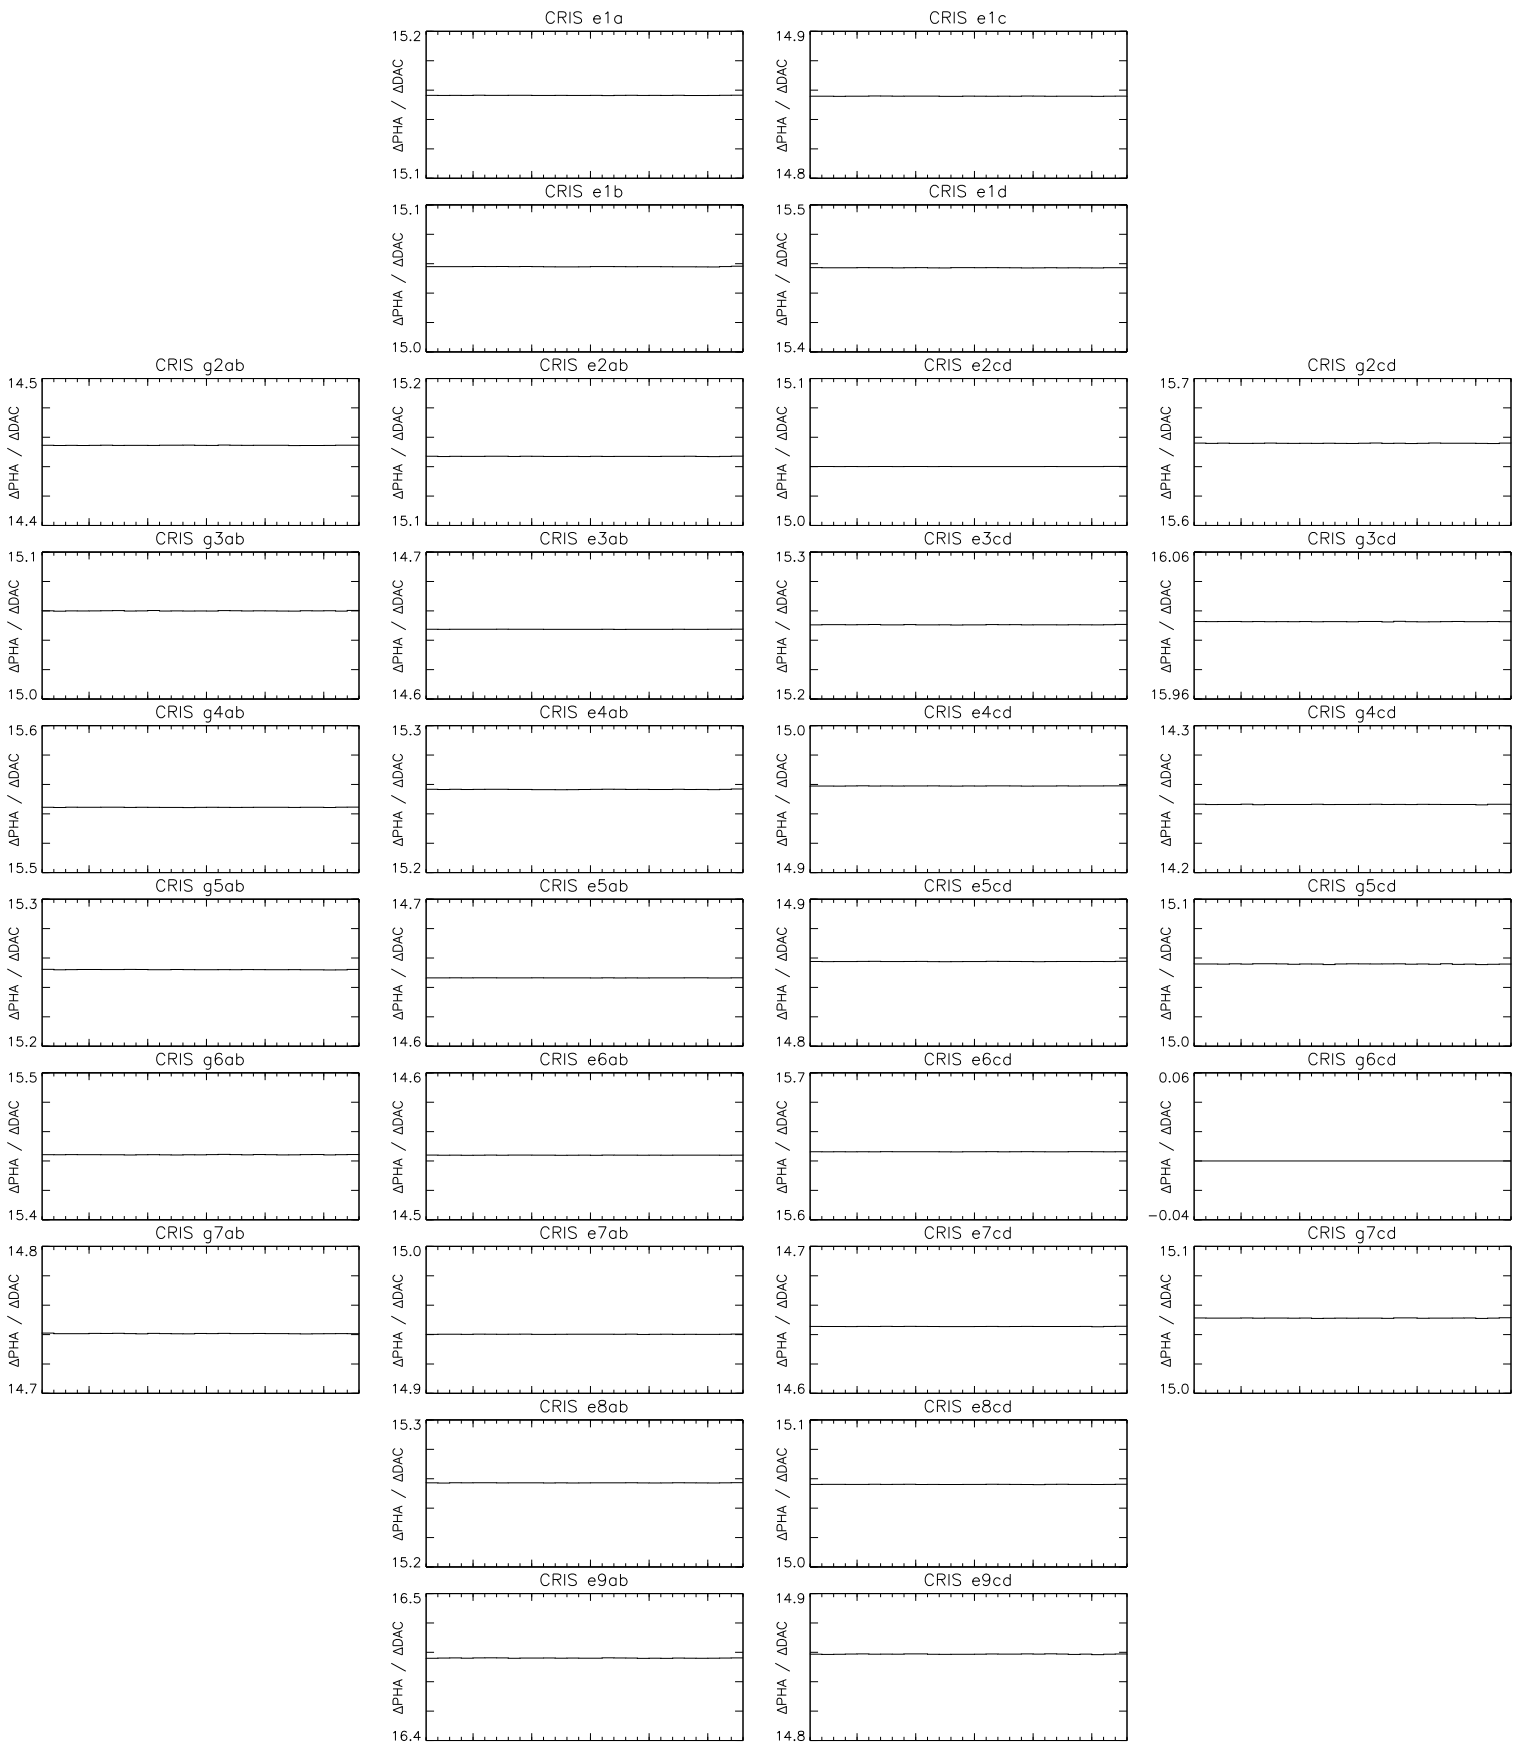 CRIS e1a
15.2
ΔPHA / ΔDAC
15.1
CRIS e1c
14.9
ΔPHA / ΔDAC
14.8
CRIS e1b
15.1
ΔPHA / ΔDAC
15.0
CRIS e1d
15.5
ΔPHA / ΔDAC
15.4
CRIS g2ab
14.5
ΔPHA / ΔDAC
14.4
CRIS e2ab
15.2
ΔPHA / ΔDAC
15.1
CRIS e2cd
15.1
ΔPHA / ΔDAC
15.0
CRIS g2cd
15.7
ΔPHA / ΔDAC
15.6
CRIS g3ab
15.1
ΔPHA / ΔDAC
15.0
CRIS e3ab
14.7
ΔPHA / ΔDAC
14.6
CRIS e3cd
15.3
ΔPHA / ΔDAC
15.2
CRIS g3cd
16.06
ΔPHA / ΔDAC
15.96
CRIS g4ab
15.6
ΔPHA / ΔDAC
15.5
CRIS e4ab
15.3
ΔPHA / ΔDAC
15.2
CRIS e4cd
15.0
ΔPHA / ΔDAC
14.9
CRIS g4cd
14.3
ΔPHA / ΔDAC
14.2
CRIS g5ab
15.3
ΔPHA / ΔDAC
15.2
CRIS e5ab
14.7
ΔPHA / ΔDAC
14.6
CRIS e5cd
14.9
ΔPHA / ΔDAC
14.8
CRIS g5cd
15.1
ΔPHA / ΔDAC
15.0
CRIS g6ab
15.5
ΔPHA / ΔDAC
15.4
CRIS e6ab
14.6
ΔPHA / ΔDAC
14.5
CRIS e6cd
15.7
ΔPHA / ΔDAC
15.6
CRIS g6cd
0.06
ΔPHA / ΔDAC
−0.04
CRIS g7ab
14.8
ΔPHA / ΔDAC
14.7
CRIS e7ab
15.0
ΔPHA / ΔDAC
14.9
CRIS e7cd
14.7
ΔPHA / ΔDAC
14.6
CRIS g7cd
15.1
ΔPHA / ΔDAC
15.0
CRIS e8ab
15.3
ΔPHA / ΔDAC
15.2
CRIS e8cd
15.1
ΔPHA / ΔDAC
15.0
CRIS e9ab
16.5
ΔPHA / ΔDAC
16.4
CRIS e9cd
14.9
ΔPHA / ΔDAC
14.8